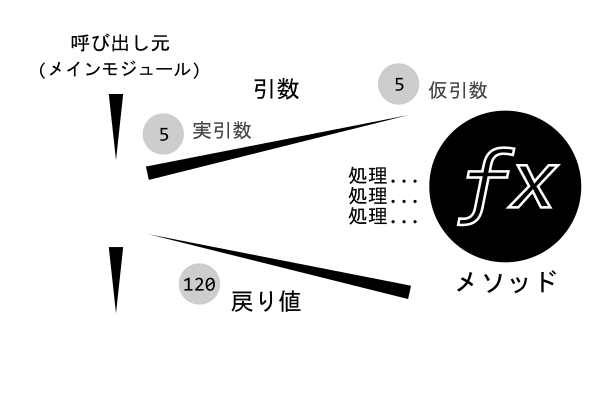 呼び出し元
(メインモジュール)
引数
5
仮引数
5
実引数
処理...
処理...
処理...
fx
メソッド
120
戻り値